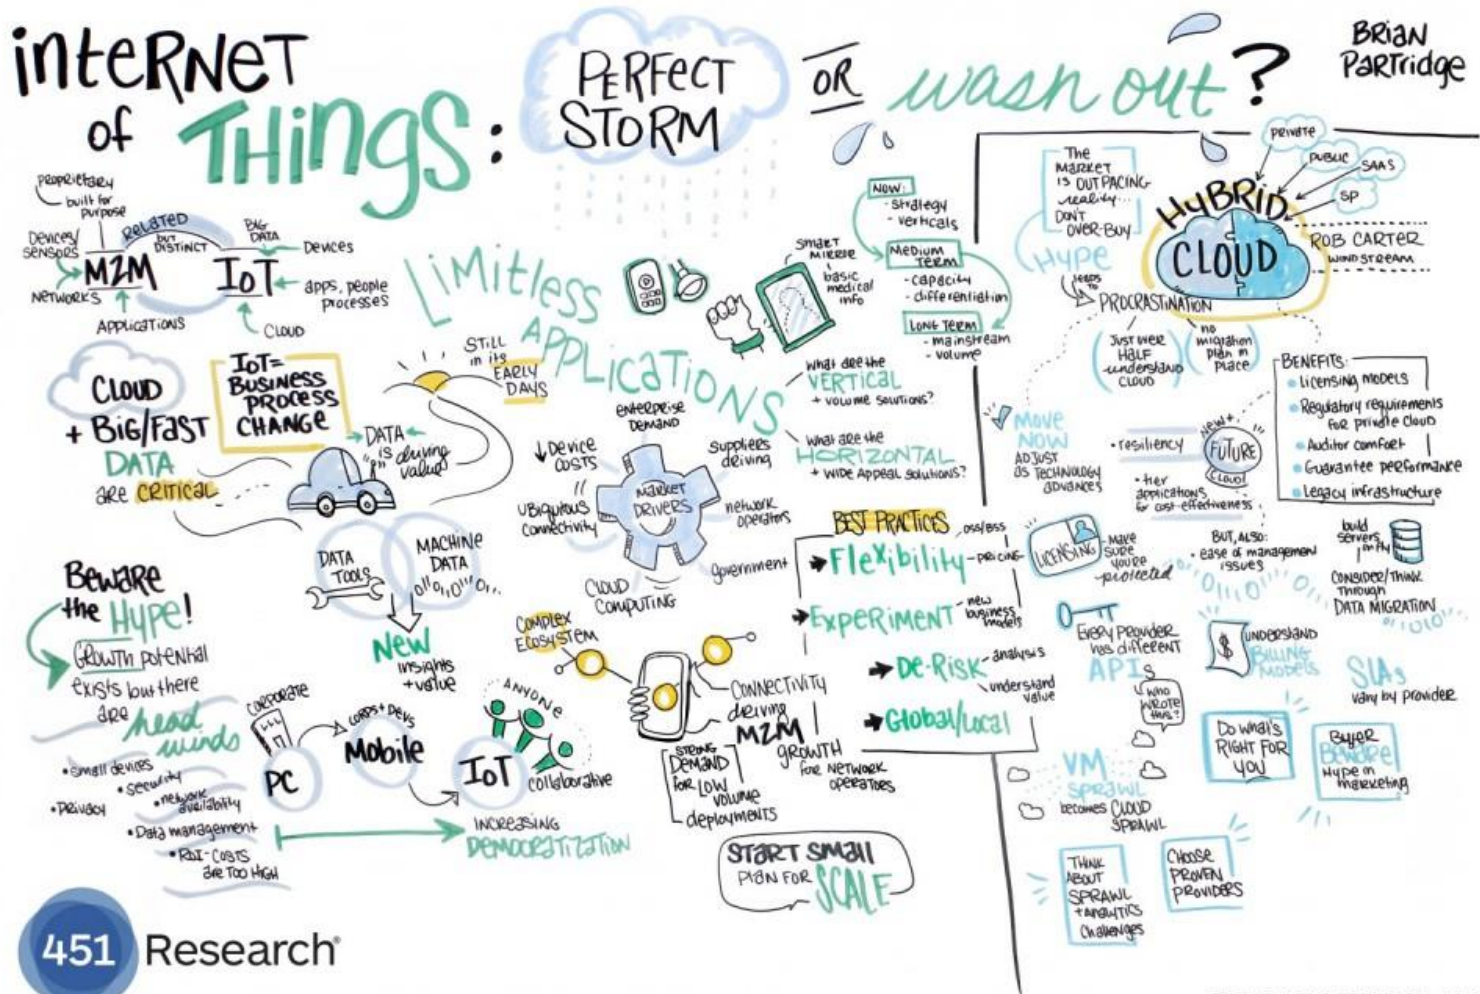 interNet
of THiNgS:
PERFECT
STORM
OR
wash out?
BRIAN
PARTRIDGE
PROPRIETARY
built for
purpose
DEVICES/
SENSORS
M2M
NETWORKS
APPLICATIONS
RELATED
BUT
DISTINCT
BIG
DATA
IoT
DEVICES
apps, people
processes
CLOUD
CLOUD
+ BIG/FAST
DATA
are CRITICAL
IoT=
BUSINESS
PROCESS
CHANGE
STILL
in its
EARLY
DAYS
DATA
is
driving
value
LiMitless
APPLICATIONS
SMART
basic
medical
info
NOW:
- strategy
- verticals
MEDIUM
TERM
- capacity
- differentiation
LONG TERM
- mainstream
- volume
What are the
VERTICAL
+ volume solutions?
What are the
HORIZONTAL
+ WIDE APPEAL solutions?
ENTERPRISE
DEMAND
DEVICE
COSTS
UBIQUITOUS
connectivity
MARKET
DRIVERS
SUPPLIERS
driving
network
operators
government
CLOUD
COMPUTING
DATA
TOOLS
MACHINE
DATA
New
insights
+ value
BEWARE
the HYPE!
GROWTH potential
exists but there
are head
winds
• small devices
• security
• Privacy
• network
availability
• Data management
• ROI - COSTS
are TOO HIGH
CORPORATE
PC
CORPS + DEVS
Mobile
IoT
ANYONE
collaborative
INCREASING
DEMOCRATIZATION
COMPLEX
ECOSYSTEM
CONNECTIVITY
driving
M2M
GROWTH
for NETWORK
OPERATORS
STRONG
DEMAND
for LOW
VOLUME
deployments
START SMALL
PLAN FOR SCALE
BEST PRACTICES
Flexibility
OSS/BSS
PRICING
EXPERIMENT
new
business
models
DE-RISK
analysis
understand
value
Global/Local
The
MARKET
IS OUTPACING
reality...
DON'T
OVER-BUY
Hype
leads
to
PROCRASTINATION
JUST OVER
HALF
understand
CLOUD
no
migration
plan in
place
PRIVATE
PUBLIC
SAAS
SP
HYBRID
CLOUD
ROB CARTER
WINDSTREAM
BENEFITS:
• Licensing models
• Regulatory requirements
for private cloud
• Auditor comfort
• Guarantee performance
• Legacy infrastructure
MOVE
NOW
ADJUST
as TECHNOLOGY
ADVANCES
• resiliency
• tier
applications
for cost-effectiveness
NEW +
FUTURE
CLOUD!
BUT, ALSO:
• ease of management
issues
build
servers
CONSIDER/THINK
through
DATA MIGRATION
LICENSING
MAKE
SURE
YOU'RE
protected
EVERY PROVIDER
has different
APIs
$
UNDERSTAND
BILLING
MODELS
SLAs
vary by provider
WHO
WROTE
this?
VM
SPRAWL
becomes CLOUD
SPRAWL
Do what's
RIGHT FOR
YOU
BUYER
BEWARE
Hype in
marketing
THINK
ABOUT
SPRAWL
+ ANALYTICS
challenges
CHOOSE
PROVEN
PROVIDERS
451 Research